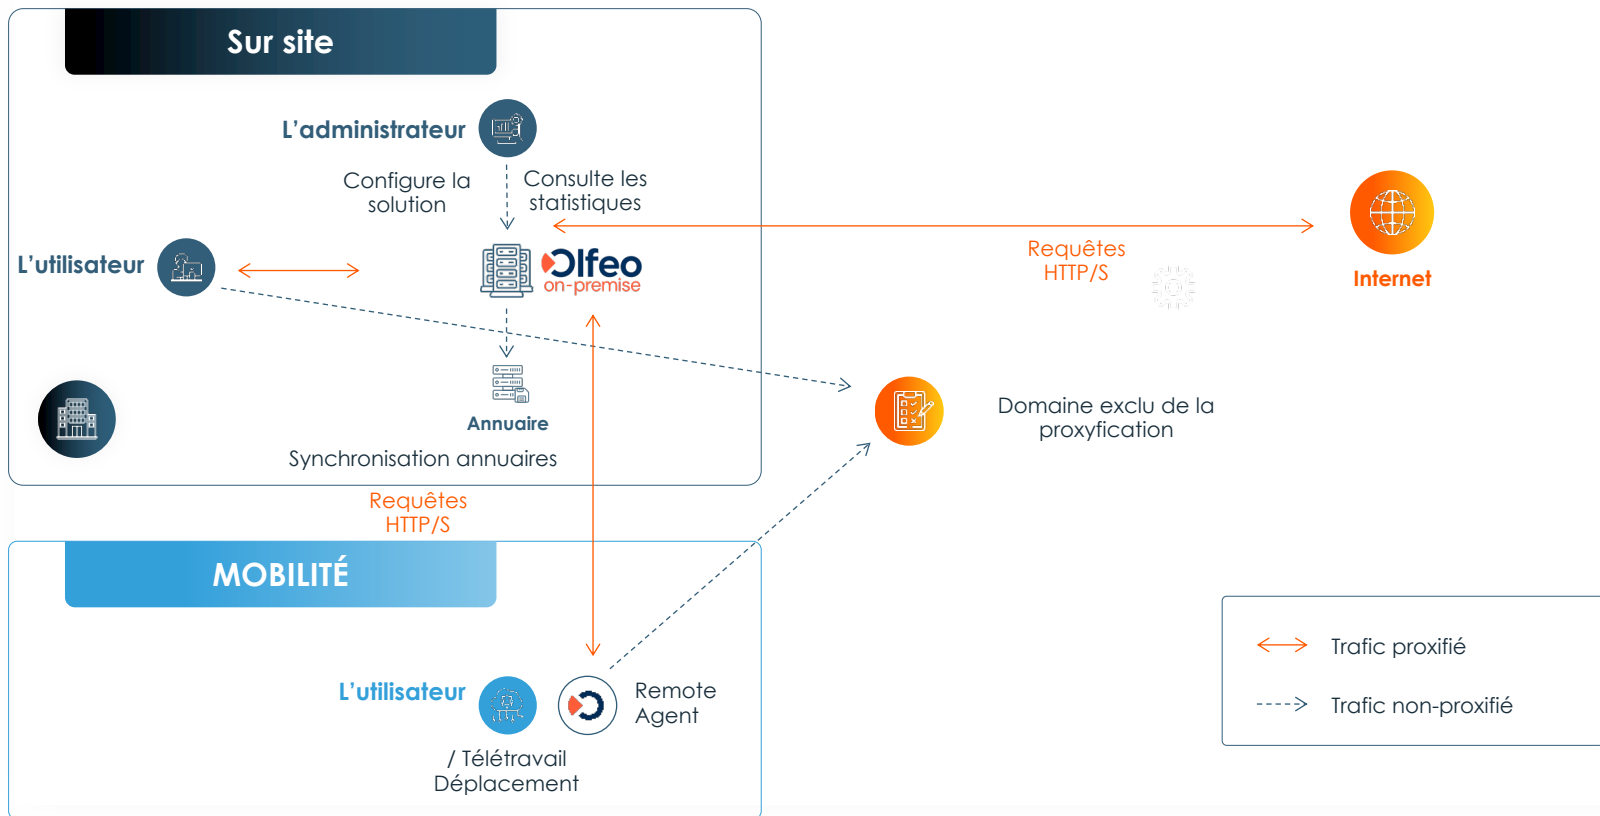 Sur site
L'administrateur
Configure la
solution
Consulte les
statistiques
L'utilisateur
Olfeo
on-premise
Requêtes
HTTP/S
Internet
Annuaire
Synchronisation annuaires
Domaine exclu de la
proxyfication
Requêtes
HTTP/S
MOBILITÉ
L'utilisateur
Remote
Agent
/ Télétravail
Déplacement
Trafic proxifié
Trafic non-proxifié